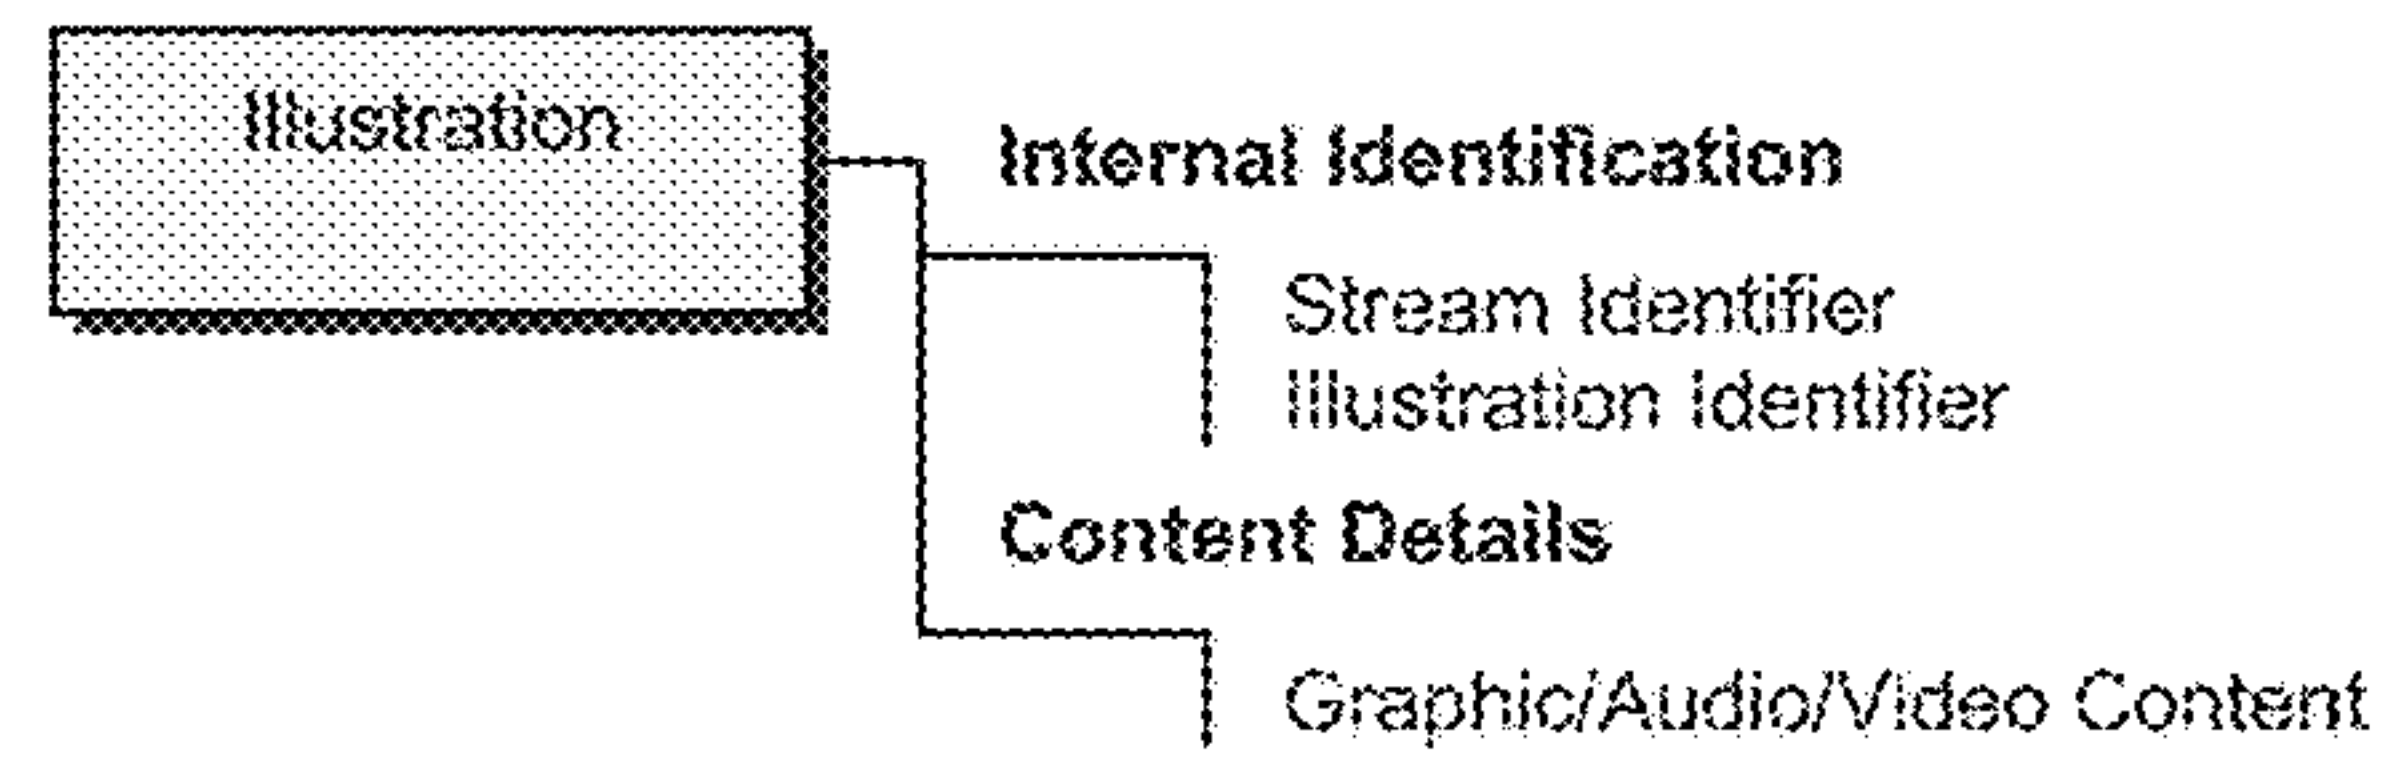 Illustration
Internal Identification
Stream Identifier
Illustration Identifier
Content Details
Graphic/Audio/Video Content